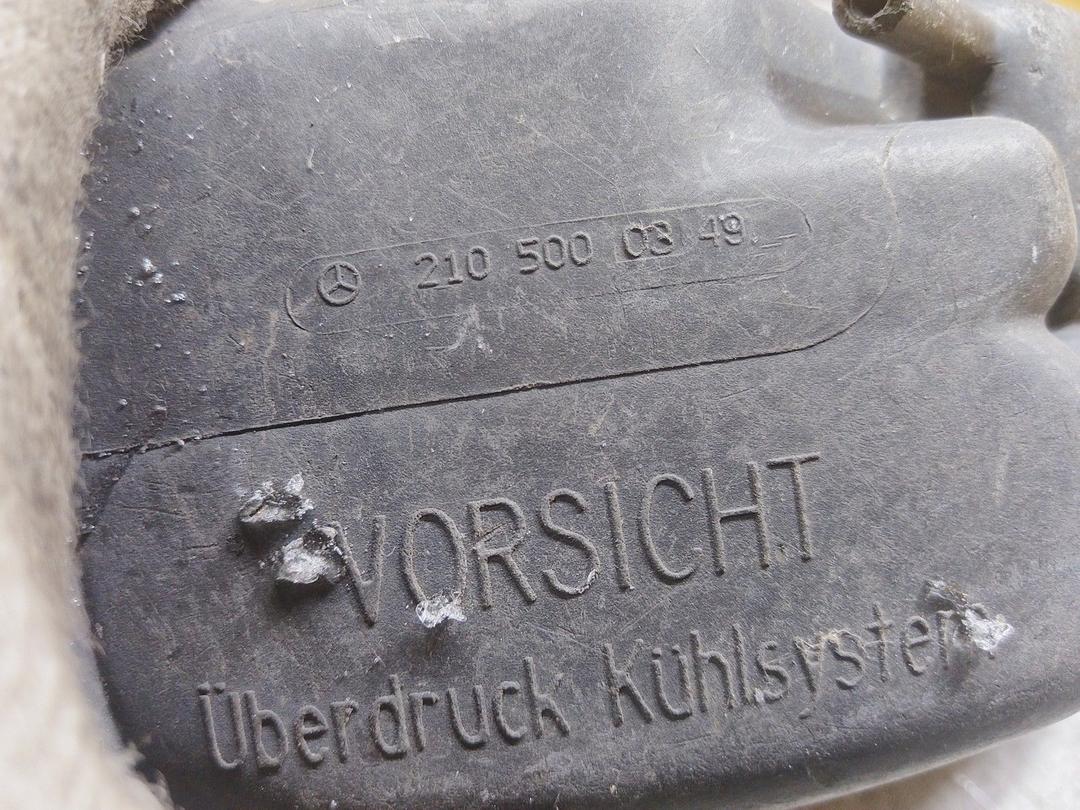 210 500 03 49
VORSICHT
Überdruck Kühlsystem